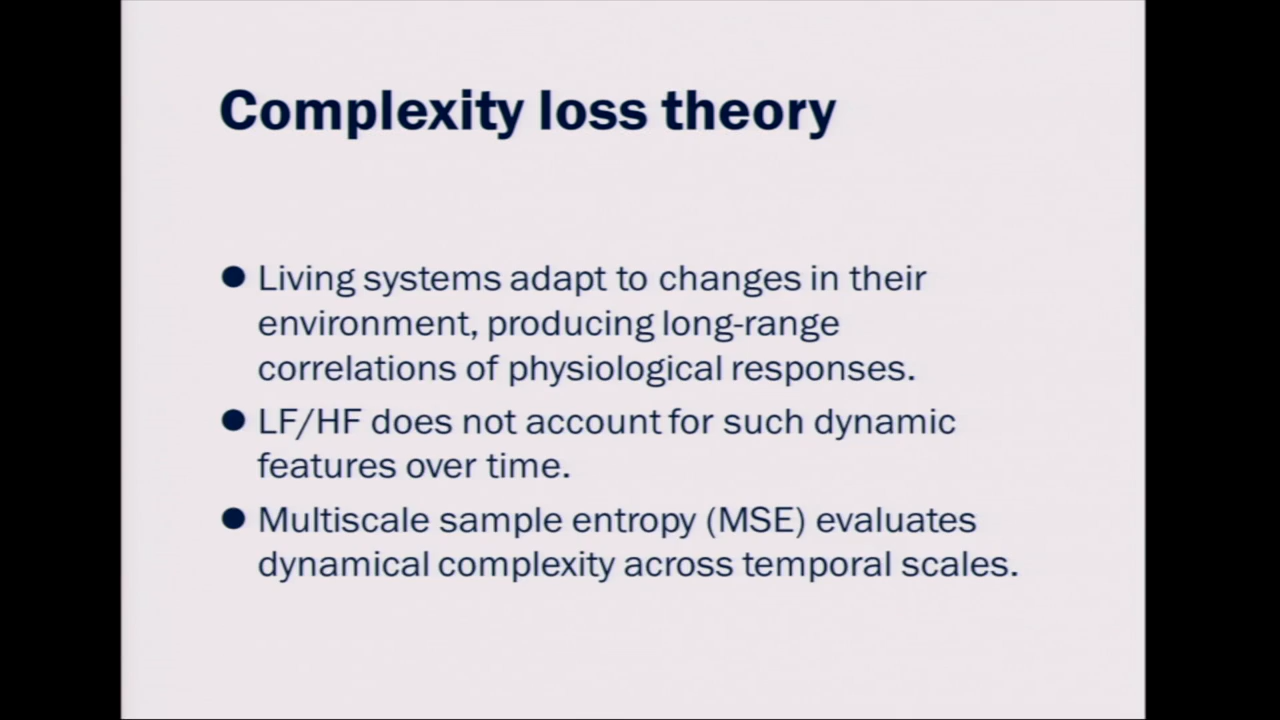 Complexity loss theory
● Living systems adapt to changes in their
environment, producing long-range
correlations of physiological responses.
● LF/HF does not account for such dynamic
features over time.
● Multiscale sample entropy (MSE) evaluates
dynamical complexity across temporal scales.